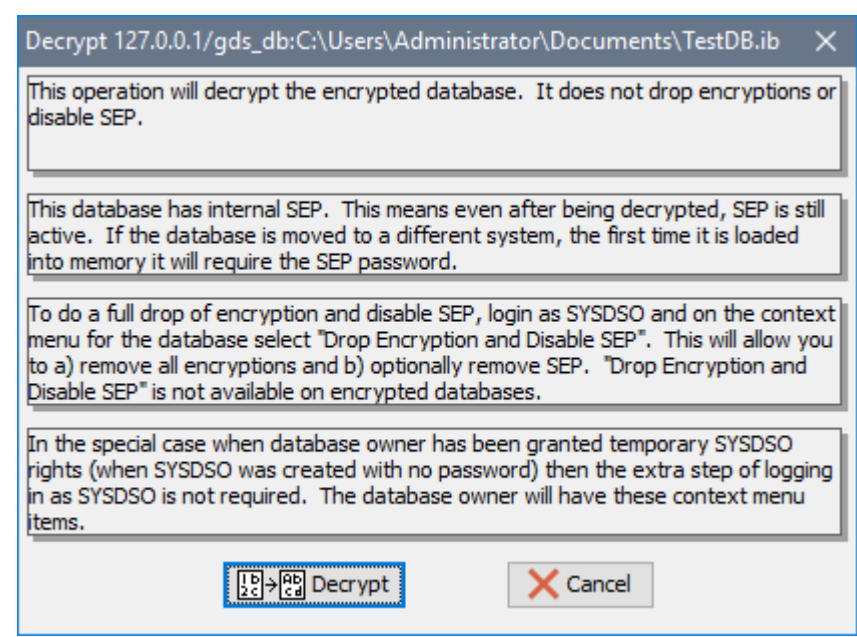 Decrypt 127.0.0.1/gds_db:C:\Users\Administrator\Documents\TestDB.ib
This operation will decrypt the encrypted database.  It does not drop encryptions or
disable SEP.
This database has internal SEP.  This means even after being decrypted, SEP is still
active.  If the database is moved to a different system, the first time it is loaded
into memory it will require the SEP password.
To do a full drop of encryption and disable SEP, login as SYSDSO and on the context
menu for the database select "Drop Encryption and Disable SEP".  This will allow you
to a) remove all encryptions and b) optionally remove SEP.  "Drop Encryption and
Disable SEP" is not available on encrypted databases.
In the special case when database owner has been granted temporary SYSDSO
rights (when SYSDSO was created with no password) then the extra step of logging
in as SYSDSO is not required.  The database owner will have these context menu
items.
Decrypt
Cancel